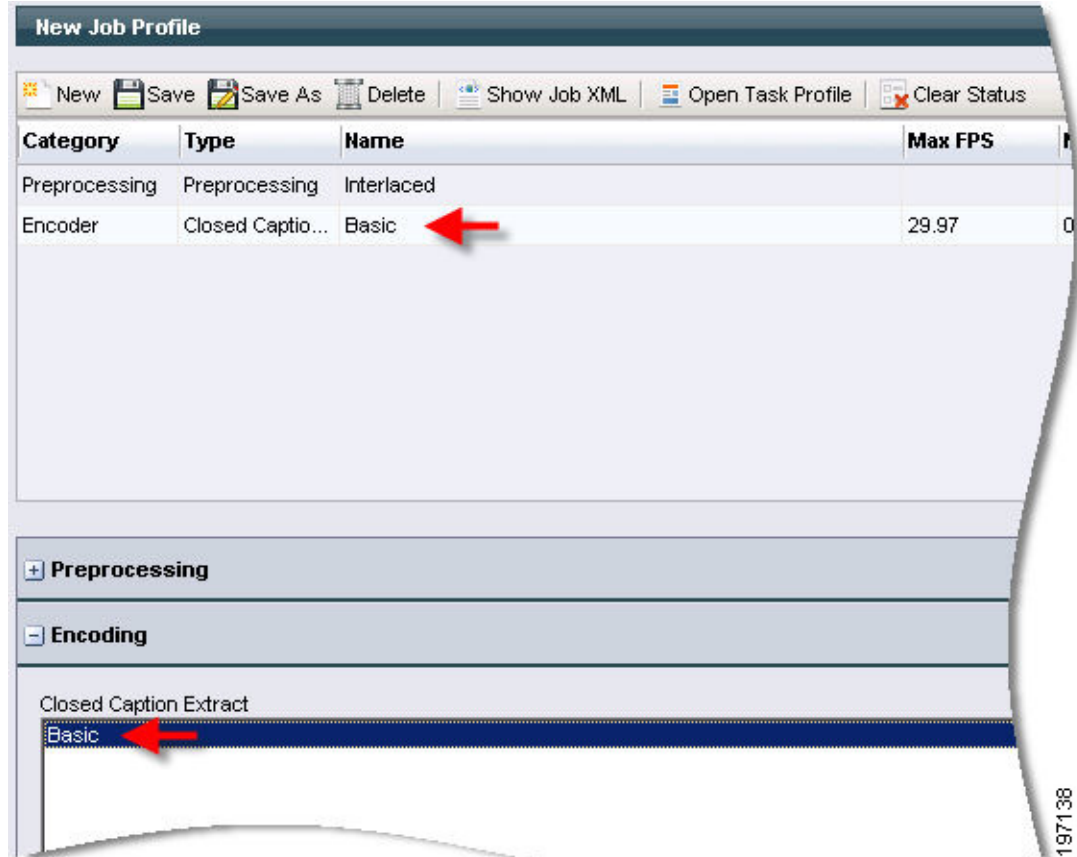 New Job Profile
New Save Save As Delete Show Job XML Open Task Profile Clear Status
Category Type Name Max FPS
Preprocessing Preprocessing Interlaced
Encoder Closed Captio... Basic 29.97 0
Preprocessing
Encoding
Closed Caption Extract
Basic
197138